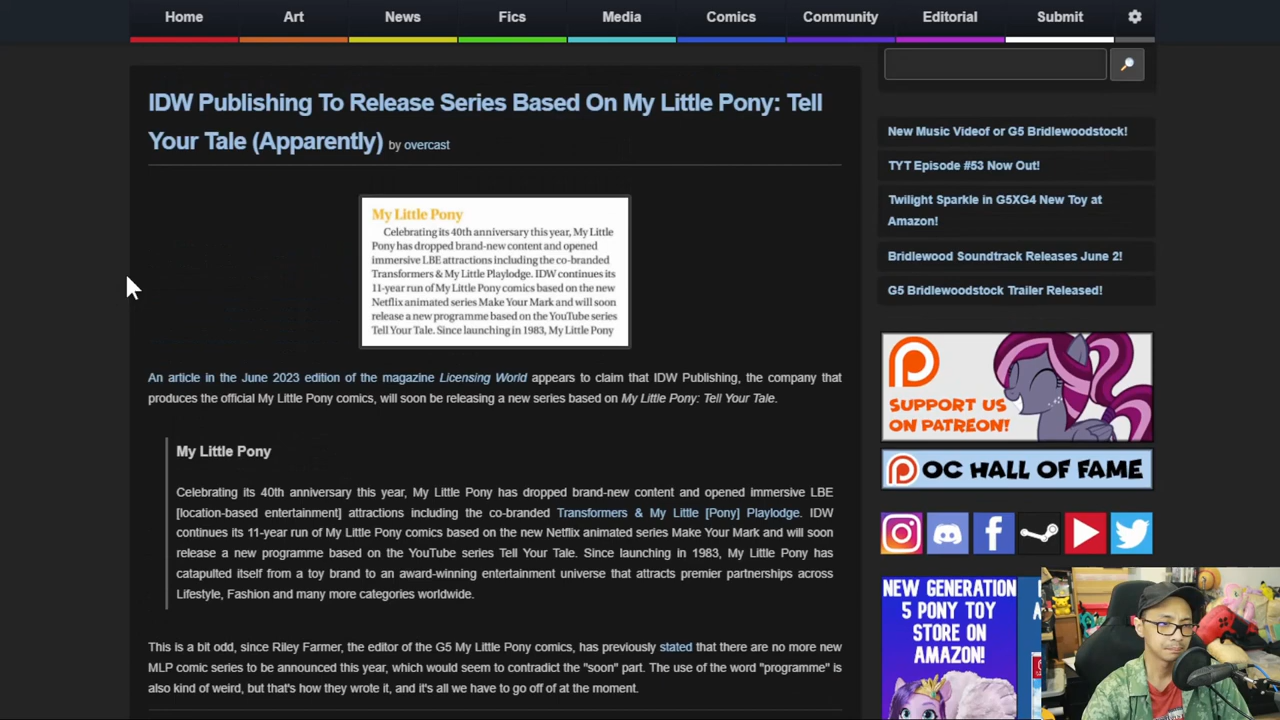 Home Art News Fics Media Comics Community Editorial Submit
IDW Publishing To Release Series Based On My Little Pony: Tell
Your Tale (Apparently) by overcast
My Little Pony
Celebrating its 40th anniversary this year, My Little
Pony has dropped brand-new content and opened
immersive LBE attractions including the co-branded
Transformers & My Little Playlodge. IDW continues its
11-year run of My Little Pony comics based on the new
Netflix animated series Make Your Mark and will soon
release a new programme based on the YouTube series
Tell Your Tale. Since launching in 1983, My Little Pony
An article in the June 2023 edition of the magazine Licensing World appears to claim that IDW Publishing, the company that
produces the official My Little Pony comics, will soon be releasing a new series based on My Little Pony: Tell Your Tale.
My Little Pony
Celebrating its 40th anniversary this year, My Little Pony has dropped brand-new content and opened immersive LBE
[location-based entertainment] attractions including the co-branded Transformers & My Little [Pony] Playlodge. IDW
continues its 11-year run of My Little Pony comics based on the new Netflix animated series Make Your Mark and will soon
release a new programme based on the YouTube series Tell Your Tale. Since launching in 1983, My Little Pony has
catapulted itself from a toy brand to an award-winning entertainment universe that attracts premier partnerships across
Lifestyle, Fashion and many more categories worldwide.
This is a bit odd, since Riley Farmer, the editor of the G5 My Little Pony comics, has previously stated that there are no more new
MLP comic series to be announced this year, which would seem to contradict the "soon" part. The use of the word "programme" is
also kind of weird, but that's how they wrote it, and it's all we have to go off of at the moment.
New Music Videof or G5 Bridlewoodstock!
TYT Episode #53 Now Out!
Twilight Sparkle in G5XG4 New Toy at
Amazon!
Bridlewood Soundtrack Releases June 2!
G5 Bridlewoodstock Trailer Released!
SUPPORT US
ON PATREON!
OC HALL OF FAME
NEW GENERATION
5 PONY TOY
STORE ON
AMAZON!